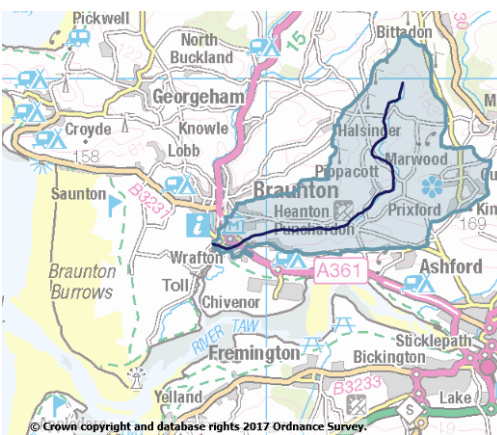 Pickwell
North
Buckland
15
30
Bittadon
Georgeham
Croyde
158
Knowle
Lobb
Halsinger
Marwood
Saunton
B3231
Braunton
Pippacott
Heanton
Punchardon
Prixford
169
i
M
Wrafton
Toll
A361
Ashford
Braunton
Burrows
Chivenor
RIVER TAW
Fremington
Sticklepath
Bickington
B3233
Yelland
Lake
S
© Crown copyright and database rights 2017 Ordnance Survey.